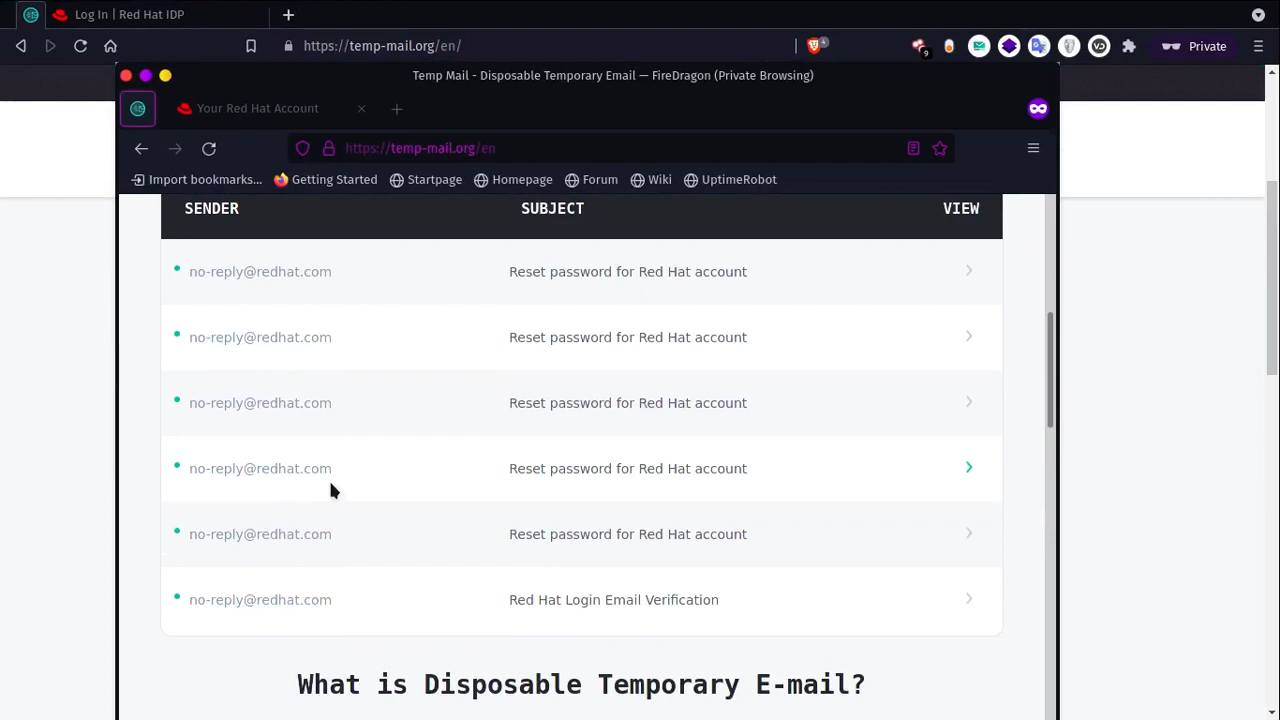 Log In | Red Hat IDP
https://temp-mail.org/en/
4
9
Private
Temp Mail - Disposable Temporary Email — FireDragon (Private Browsing)
Your Red Hat Account
https://temp-mail.org/en
Import bookmarks...
Getting Started
Startpage
Homepage
Forum
Wiki
UptimeRobot
SENDER SUBJECT VIEW
no-reply@redhat.com Reset password for Red Hat account
no-reply@redhat.com Reset password for Red Hat account
no-reply@redhat.com Reset password for Red Hat account
no-reply@redhat.com Reset password for Red Hat account
no-reply@redhat.com Reset password for Red Hat account
no-reply@redhat.com Red Hat Login Email Verification
What is Disposable Temporary E-mail?